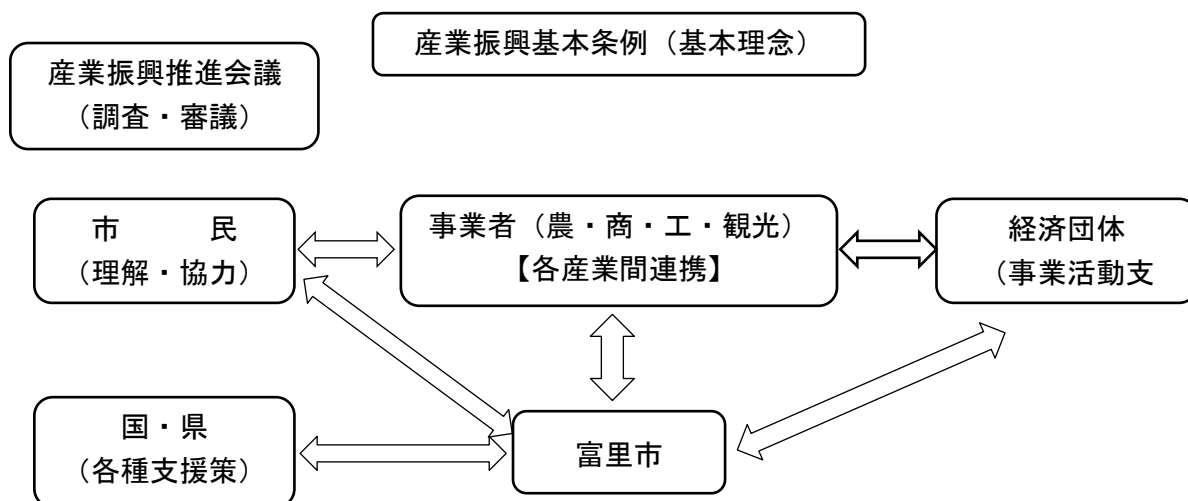 産業振興基本条例（基本理念）
産業振興推進会議
（調査・審議）
市　　民
（理解・協力）
事業者（農・商・工・観光）
【各産業間連携】
経済団体
（事業活動支
国・県
（各種支援策）
富里市